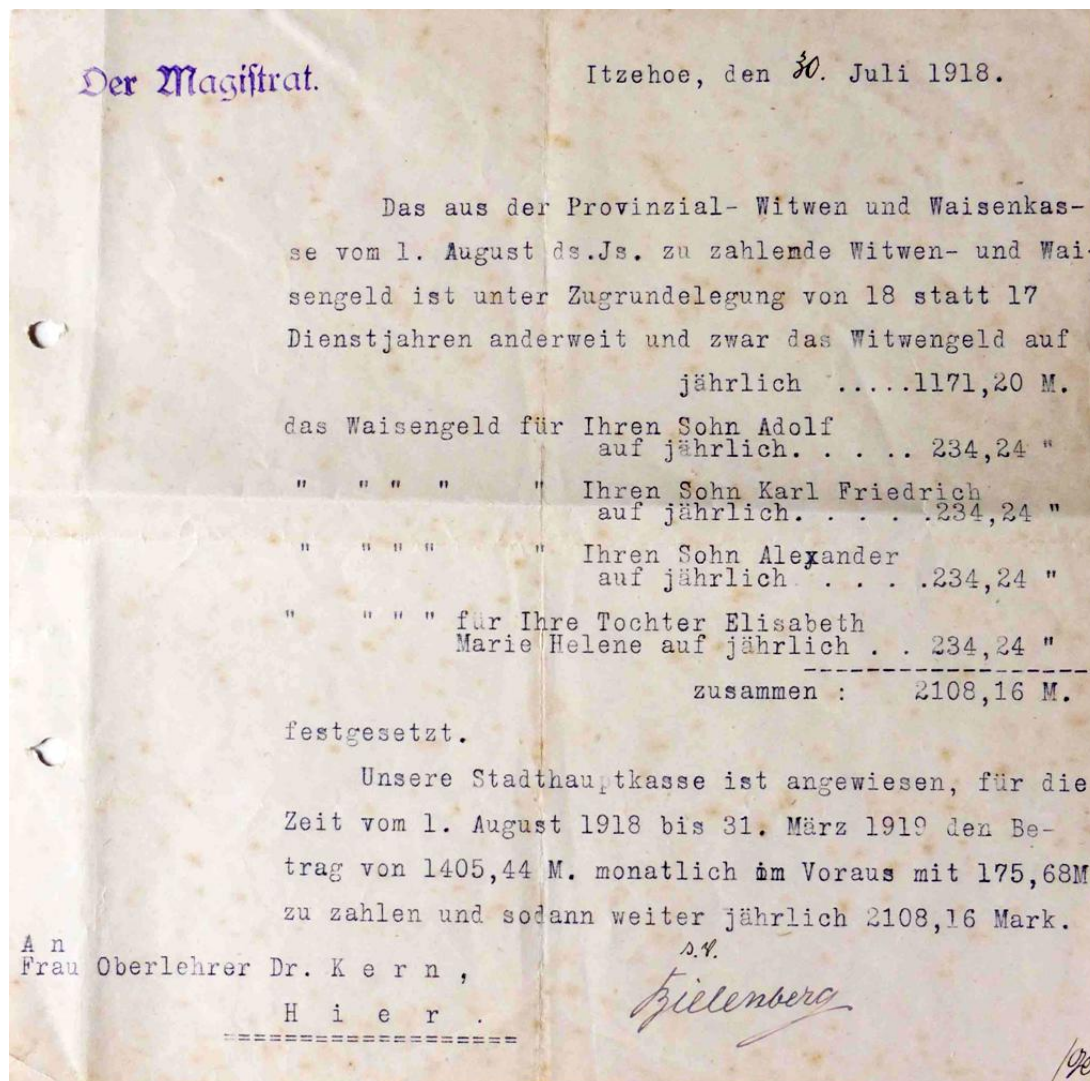 Der Magistrat.
Itzehoe, den 30. Juli 1918.
Das aus der Provinzial- Witwen und Waisenkas-
se vom 1. August ds.Js. zu zahlende Witwen- und Wai-
sengeld ist unter Zugrundelegung von 18 statt 17
Dienstjahren anderweit und zwar das Witwengeld auf
jährlich .....1171,20 M.
das Waisengeld für Ihren Sohn Adolf
auf jährlich. . . . .. 234,24 "
" " " " " Ihren Sohn Karl Friedrich
auf jährlich. . . . . .234,24 "
" " " " " Ihren Sohn Alexander
auf jährlich . . . .234,24 "
" " " " für Ihre Tochter Elisabeth
Marie Helene auf jährlich . . 234,24 "
zusammen : 2108,16 M.
festgesetzt.
Unsere Stadthauptkasse ist angewiesen, für die
Zeit vom 1. August 1918 bis 31. März 1919 den Be-
trag von 1405,44 M. monatlich im Voraus mit 175,68M
zu zahlen und sodann weiter jährlich 2108,16 Mark.
A n
Frau Oberlehrer Dr. K e r n ,
H i e r .
s.V.
Bielenberg